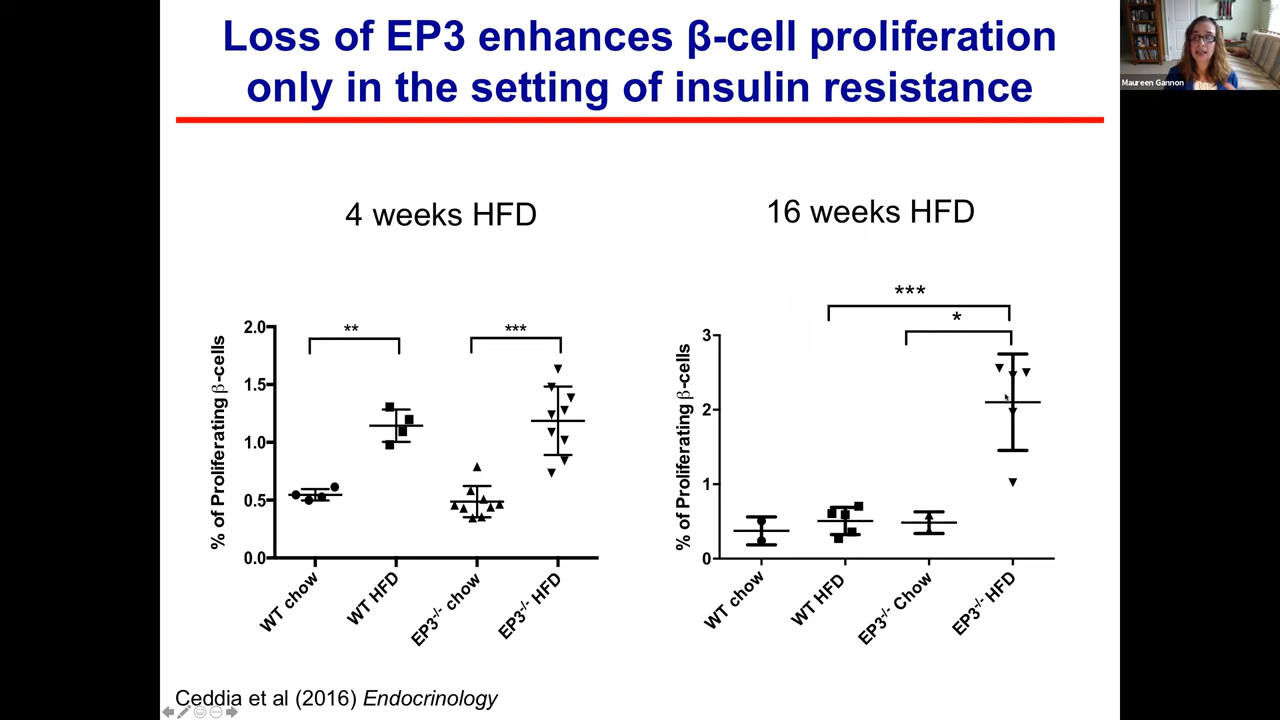 Loss of EP3 enhances β-cell proliferation
only in the setting of insulin resistance
Maureen Gannon
4 weeks HFD
16 weeks HFD
% of Proliferating β-cells
2.0
1.5
1.0
0.5
0.0
**
***
WT chow
WT HFD
EP3-/- chow
EP3-/- HFD
% of Proliferating β-cells
3
2
1
0
***
*
WT chow
WT HFD
EP3-/- Chow
EP3-/- HFD
Ceddia et al (2016) Endocrinology